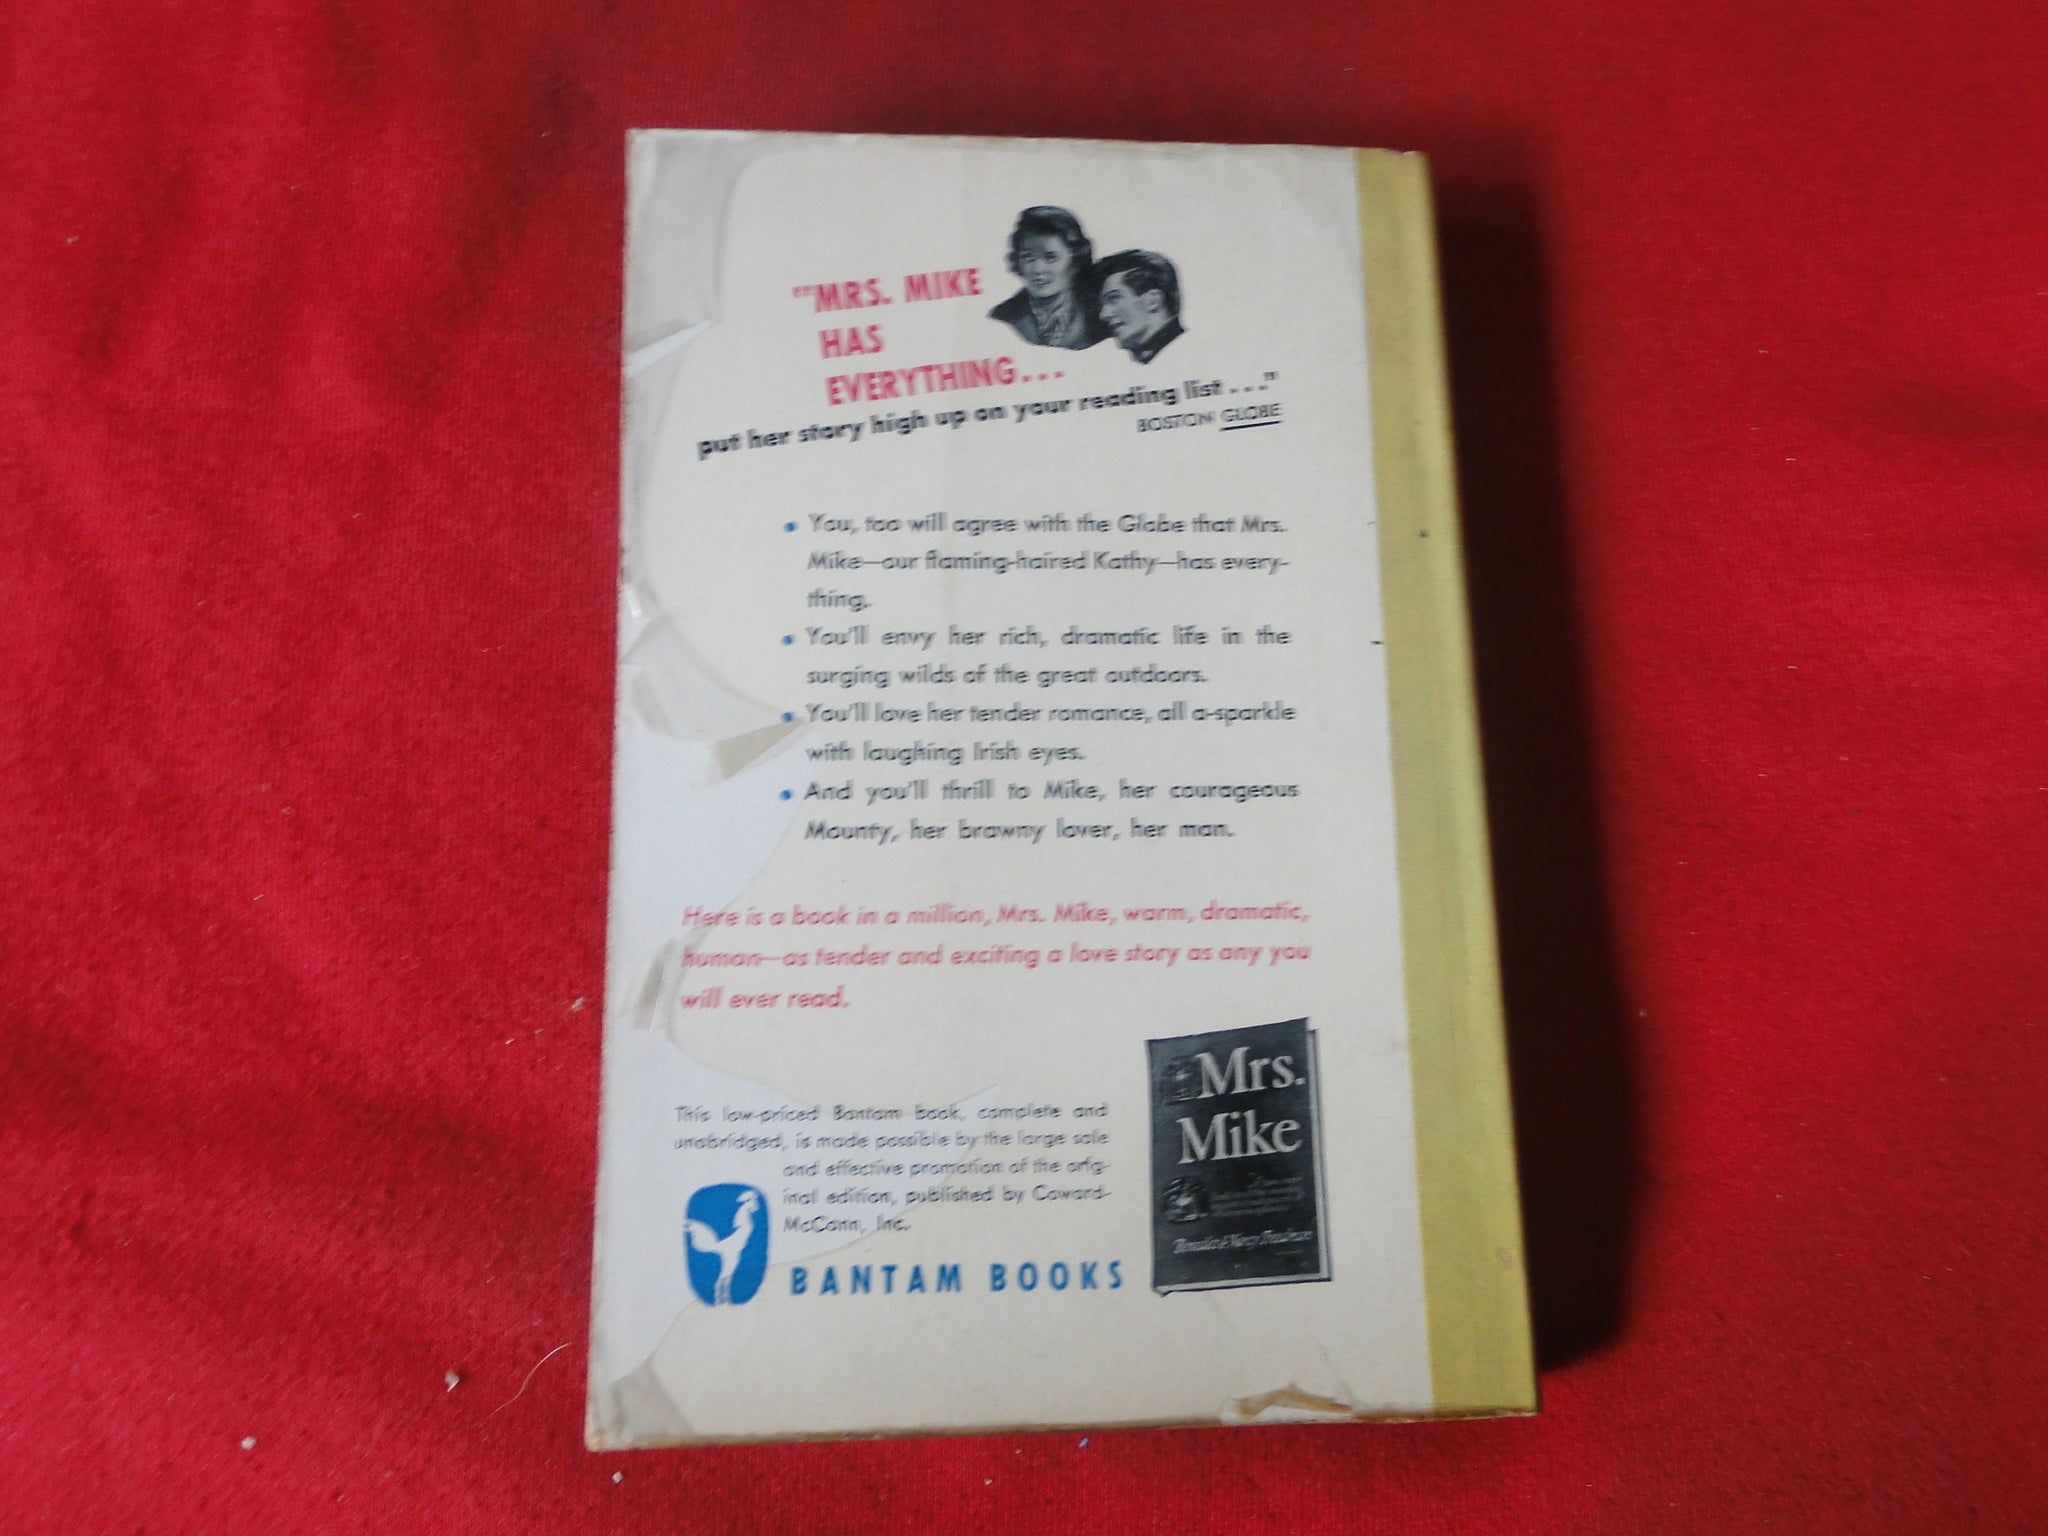 "MRS. MIKE
HAS
EVERYTHING...
put her story high up on your reading list..."
BOSTON GLOBE
• You, too will agree with the Globe that Mrs.
Mike—our flaming-haired Kathy—has every-
thing.
• You'll envy her rich, dramatic life in the
surging wilds of the great outdoors.
• You'll love her tender romance, all a-sparkle
with laughing Irish eyes.
• And you'll thrill to Mike, her courageous
Mounty, her brawny lover, her man.
Here is a book in a million, Mrs. Mike, warm, dramatic,
human—as tender and exciting a love story as any you
will ever read.
This low-priced Bantam book, complete and
unabridged, is made possible by the large sale
and effective promotion of the orig-
inal edition, published by Coward-
McCann, Inc.
BANTAM BOOKS
Mrs.
Mike
Benedict & Nancy Freedman